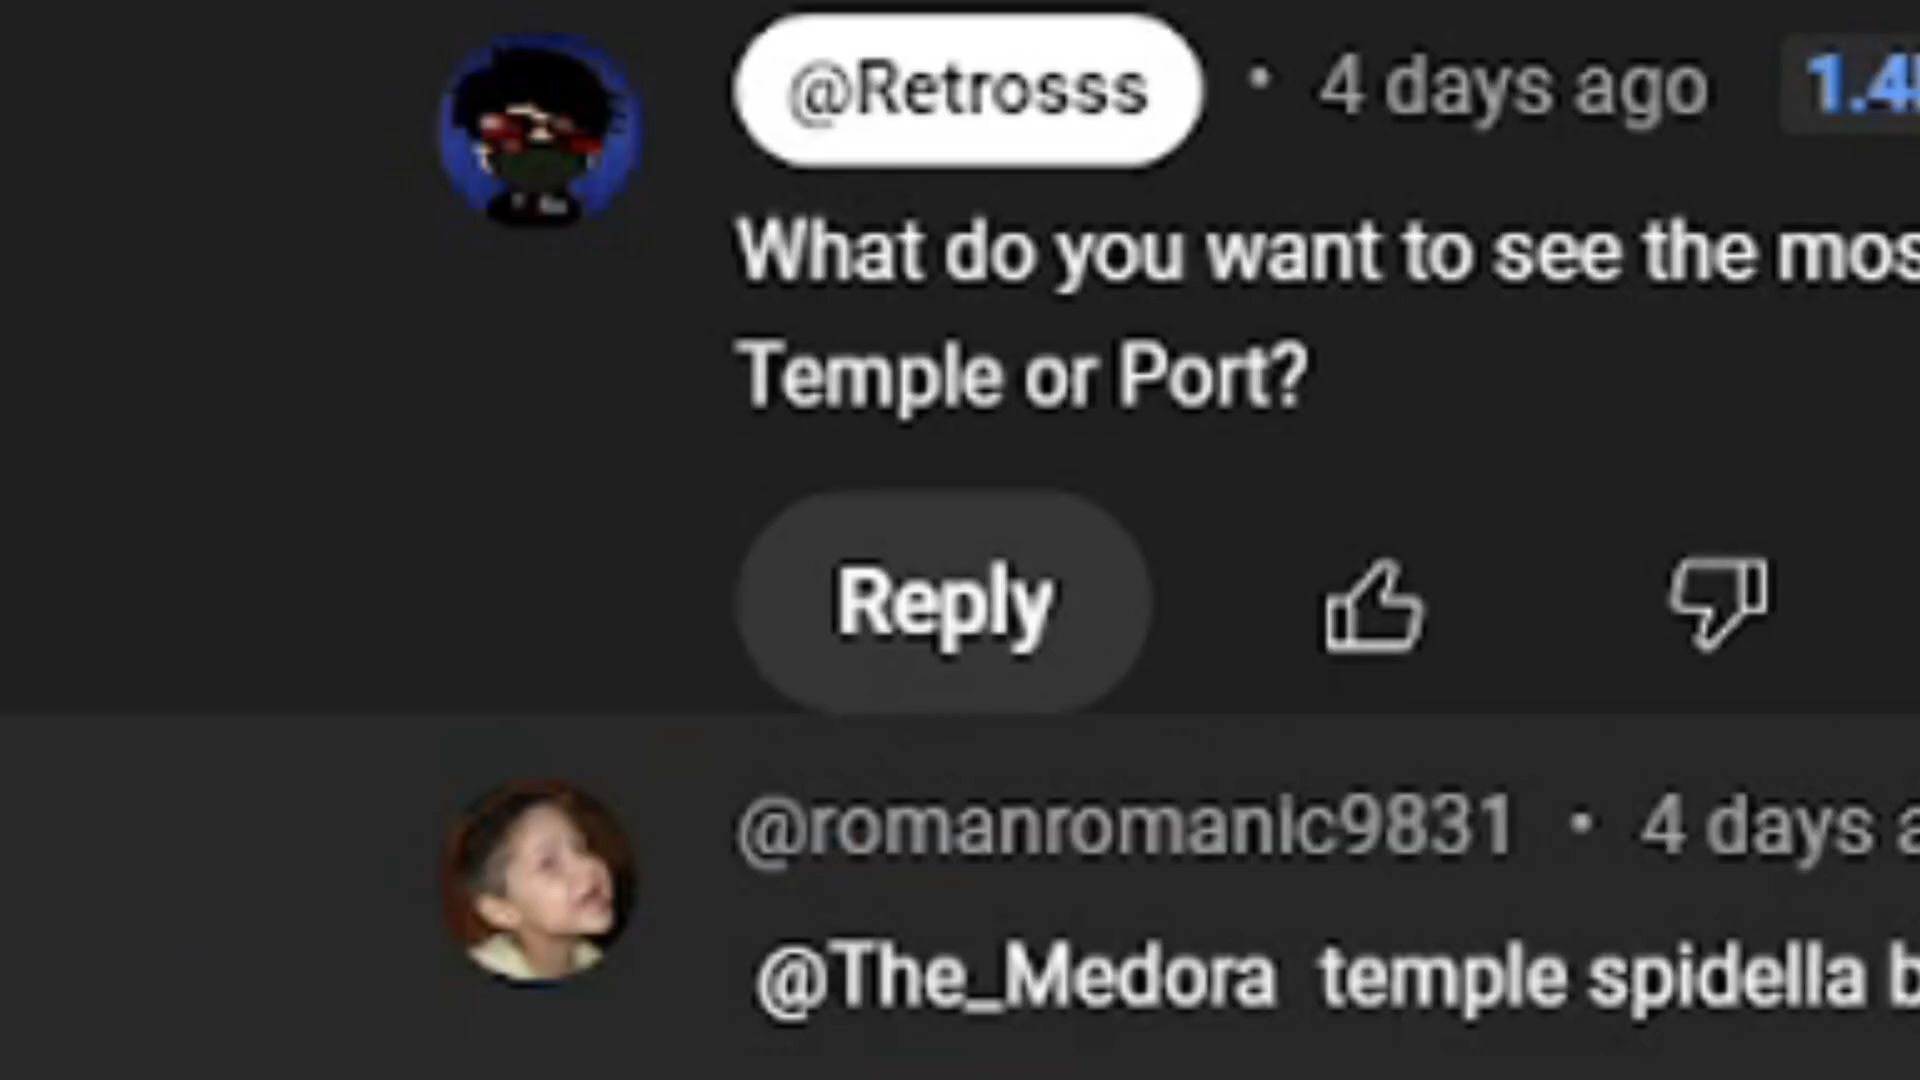 @Retrosss • 4 days ago 1.4
What do you want to see the mos
Temple or Port?
Reply
@romanromanic9831 • 4 days a
@The_Medora temple spidella b